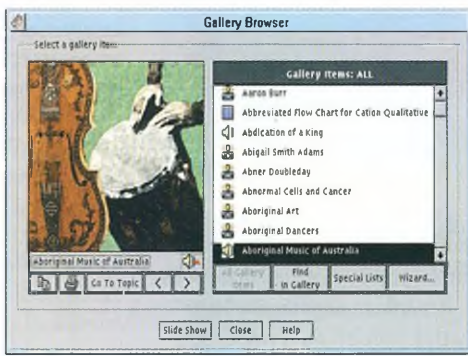 Gallery Browser
Select a gallery item
Gallery Items: ALL
Aaron Burr
Abbreviated Flow Chart for Cation Qualitative
Abdication of a King
Abigail Smith Adams
Abner Doubleday
Abnormal Cells and Cancer
Aboriginal Art
Aboriginal Dancers
Aboriginal Music of Australia
Aboriginal Music of Australia
Go To Topic
All Gallery
Items
Find
in Gallery
Special Lists
Wizard...
Slide Show
Close
Help